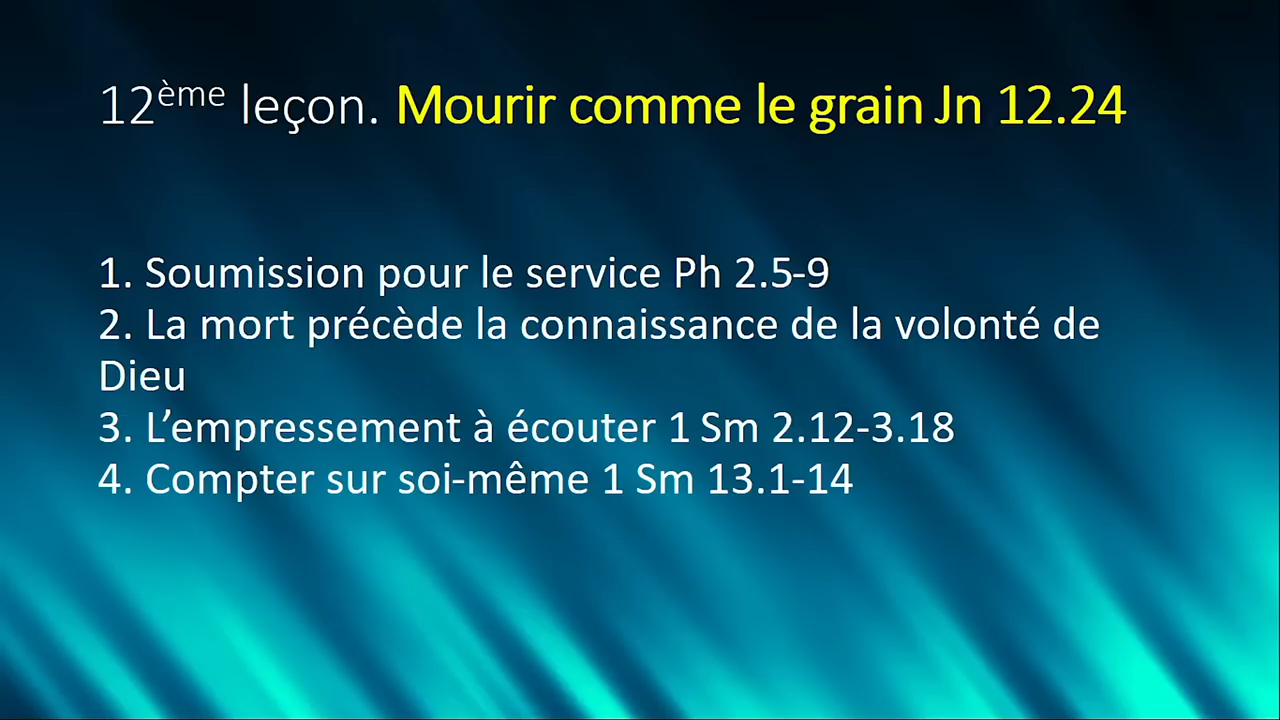 12ème leçon. Mourir comme le grain Jn 12.24
1. Soumission pour le service Ph 2.5-9
2. La mort précède la connaissance de la volonté de
Dieu
3. L’empressement à écouter 1 Sm 2.12-3.18
4. Compter sur soi-même 1 Sm 13.1-14